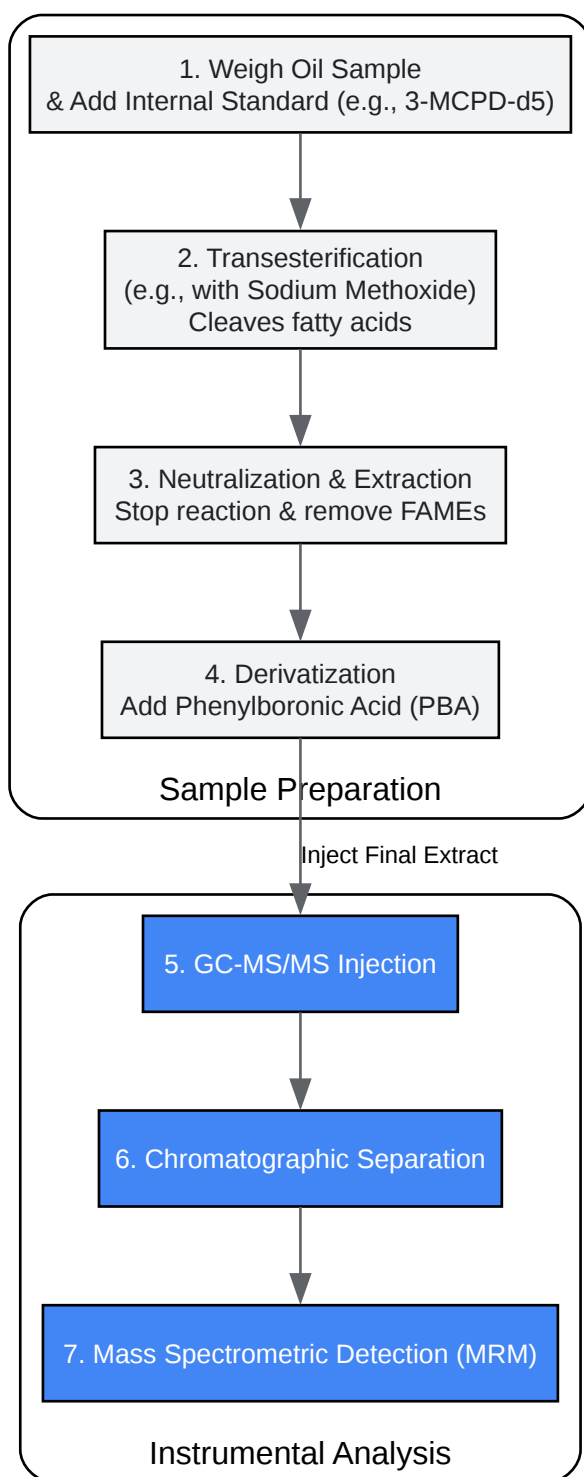 1. Weigh Oil Sample
& Add Internal Standard (e.g., 3-MCPD-d5)
2. Transesterification
(e.g., with Sodium Methoxide)
Cleaves fatty acids
3. Neutralization & Extraction
Stop reaction & remove FAMEs
4. Derivatization
Add Phenylboronic Acid (PBA)
Sample Preparation
Inject Final Extract
5. GC-MS/MS Injection
6. Chromatographic Separation
7. Mass Spectrometric Detection (MRM)
Instrumental Analysis